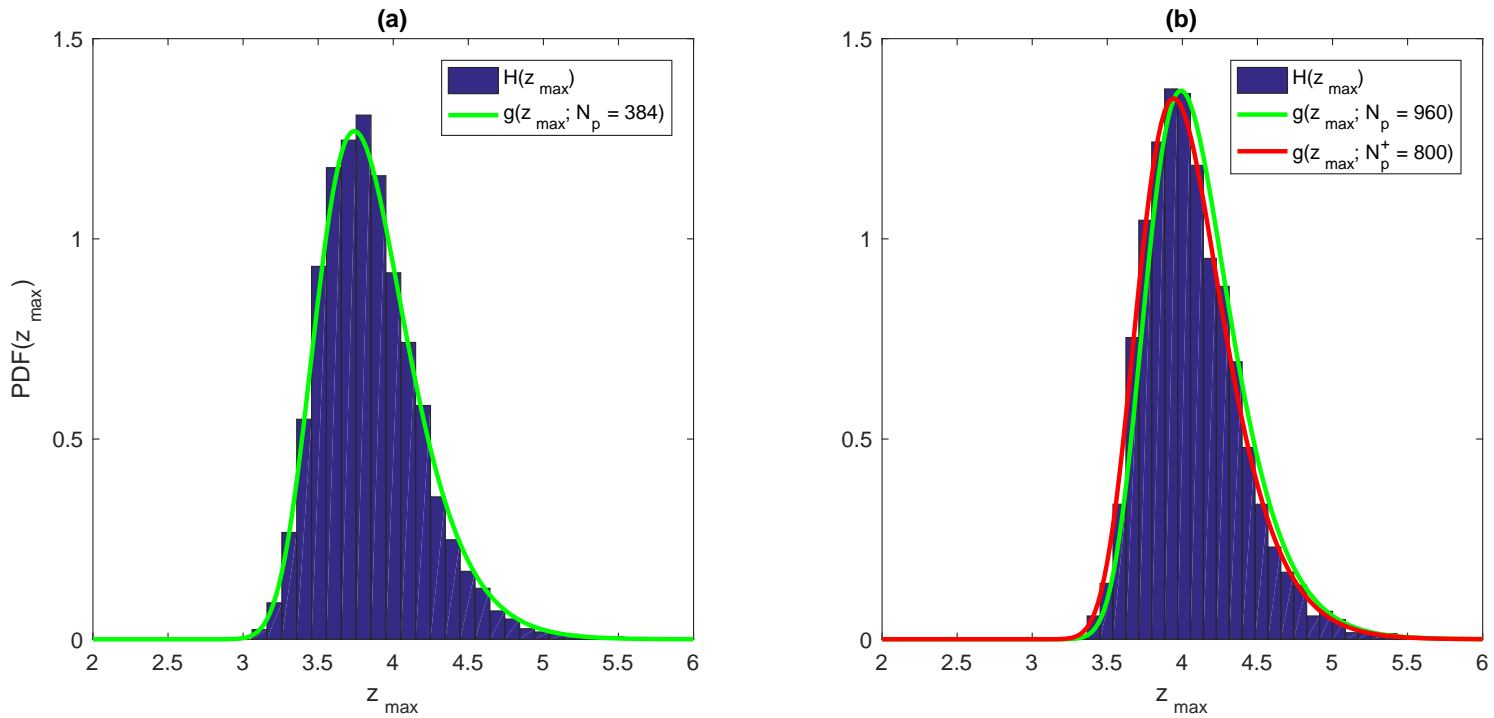 (a)
1.5
1
0.5
0
PDF(z max)
2 2.5 3 3.5 4 4.5 5 5.5 6
z max
H(z max)
g(z max; N p = 384)
(b)
1.5
1
0.5
0
2 2.5 3 3.5 4 4.5 5 5.5 6
z max
H(z max)
g(z max; N p = 960)
g(z max; N p + = 800)